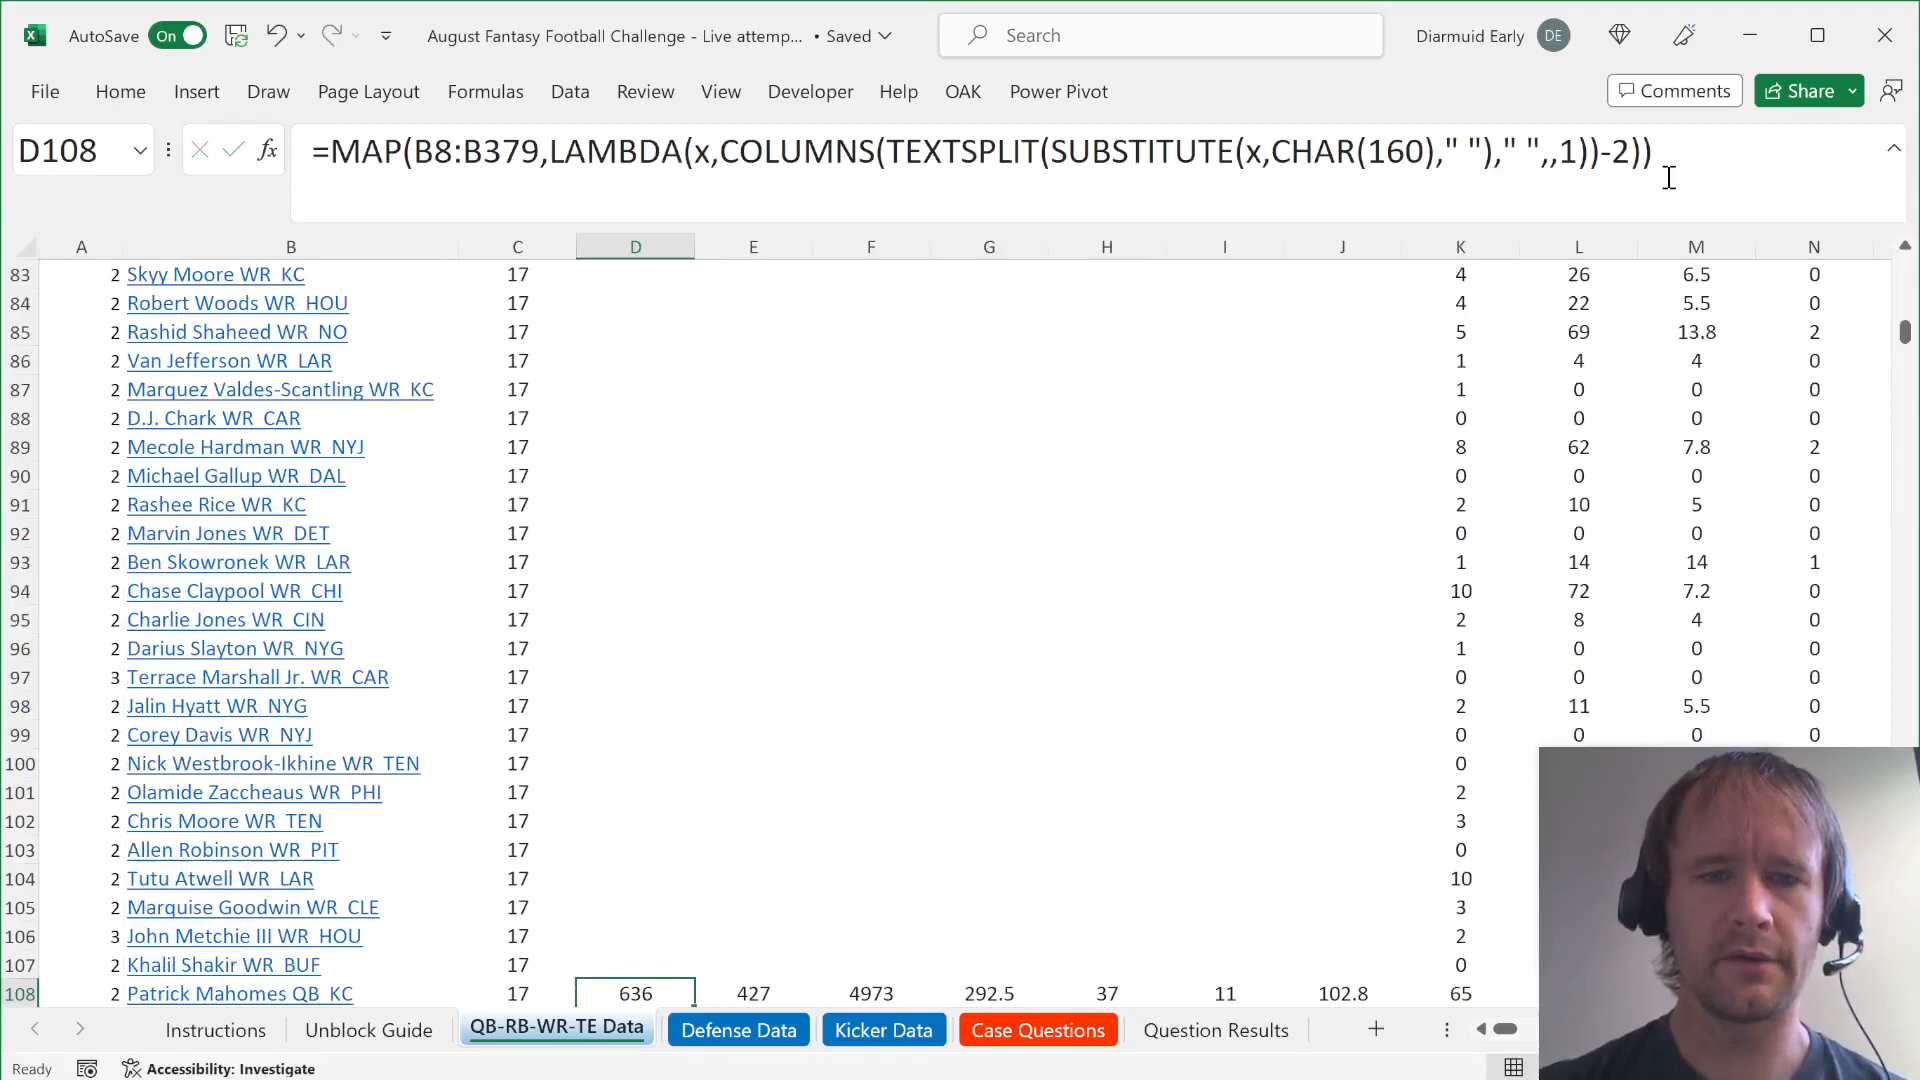 AutoSave On August Fantasy Football Challenge - Live attemp... • Saved Search Diarmuid Early DE
File Home Insert Draw Page Layout Formulas Data Review View Developer Help OAK Power Pivot Comments Share
D108 fx =MAP(B8:B379,LAMBDA(x,COLUMNS(TEXTSPLIT(SUBSTITUTE(x,CHAR(160)," ")," ",,1))-2))
A B C D E F G H I J K L M N
83 2 Skyy Moore WR KC 17 4 26 6.5 0
84 2 Robert Woods WR HOU 17 4 22 5.5 0
85 2 Rashid Shaheed WR NO 17 5 69 13.8 2
86 2 Van Jefferson WR LAR 17 1 4 4 0
87 2 Marquez Valdes-Scantling WR KC 17 1 0 0 0
88 2 D.J. Chark WR CAR 17 0 0 0 0
89 2 Mecole Hardman WR NYJ 17 8 62 7.8 2
90 2 Michael Gallup WR DAL 17 0 0 0 0
91 2 Rashee Rice WR KC 17 2 10 5 0
92 2 Marvin Jones WR DET 17 0 0 0 0
93 2 Ben Skowronek WR LAR 17 1 14 14 1
94 2 Chase Claypool WR CHI 17 10 72 7.2 0
95 2 Charlie Jones WR CIN 17 2 8 4 0
96 2 Darius Slayton WR NYG 17 1 0 0 0
97 3 Terrace Marshall Jr. WR CAR 17 0 0 0 0
98 2 Jalin Hyatt WR NYG 17 2 11 5.5 0
99 2 Corey Davis WR NYJ 17 0 0 0 0
100 2 Nick Westbrook-Ikhine WR TEN 17 0
101 2 Olamide Zaccheaus WR PHI 17 2
102 2 Chris Moore WR TEN 17 3
103 2 Allen Robinson WR PIT 17 0
104 2 Tutu Atwell WR LAR 17 10
105 2 Marquise Goodwin WR CLE 17 3
106 3 John Metchie III WR HOU 17 2
107 2 Khalil Shakir WR BUF 17 0
108 2 Patrick Mahomes QB KC 17 636 427 4973 292.5 37 11 102.8 65
Instructions Unblock Guide QB-RB-WR-TE Data Defense Data Kicker Data Case Questions Question Results
Ready Accessibility: Investigate